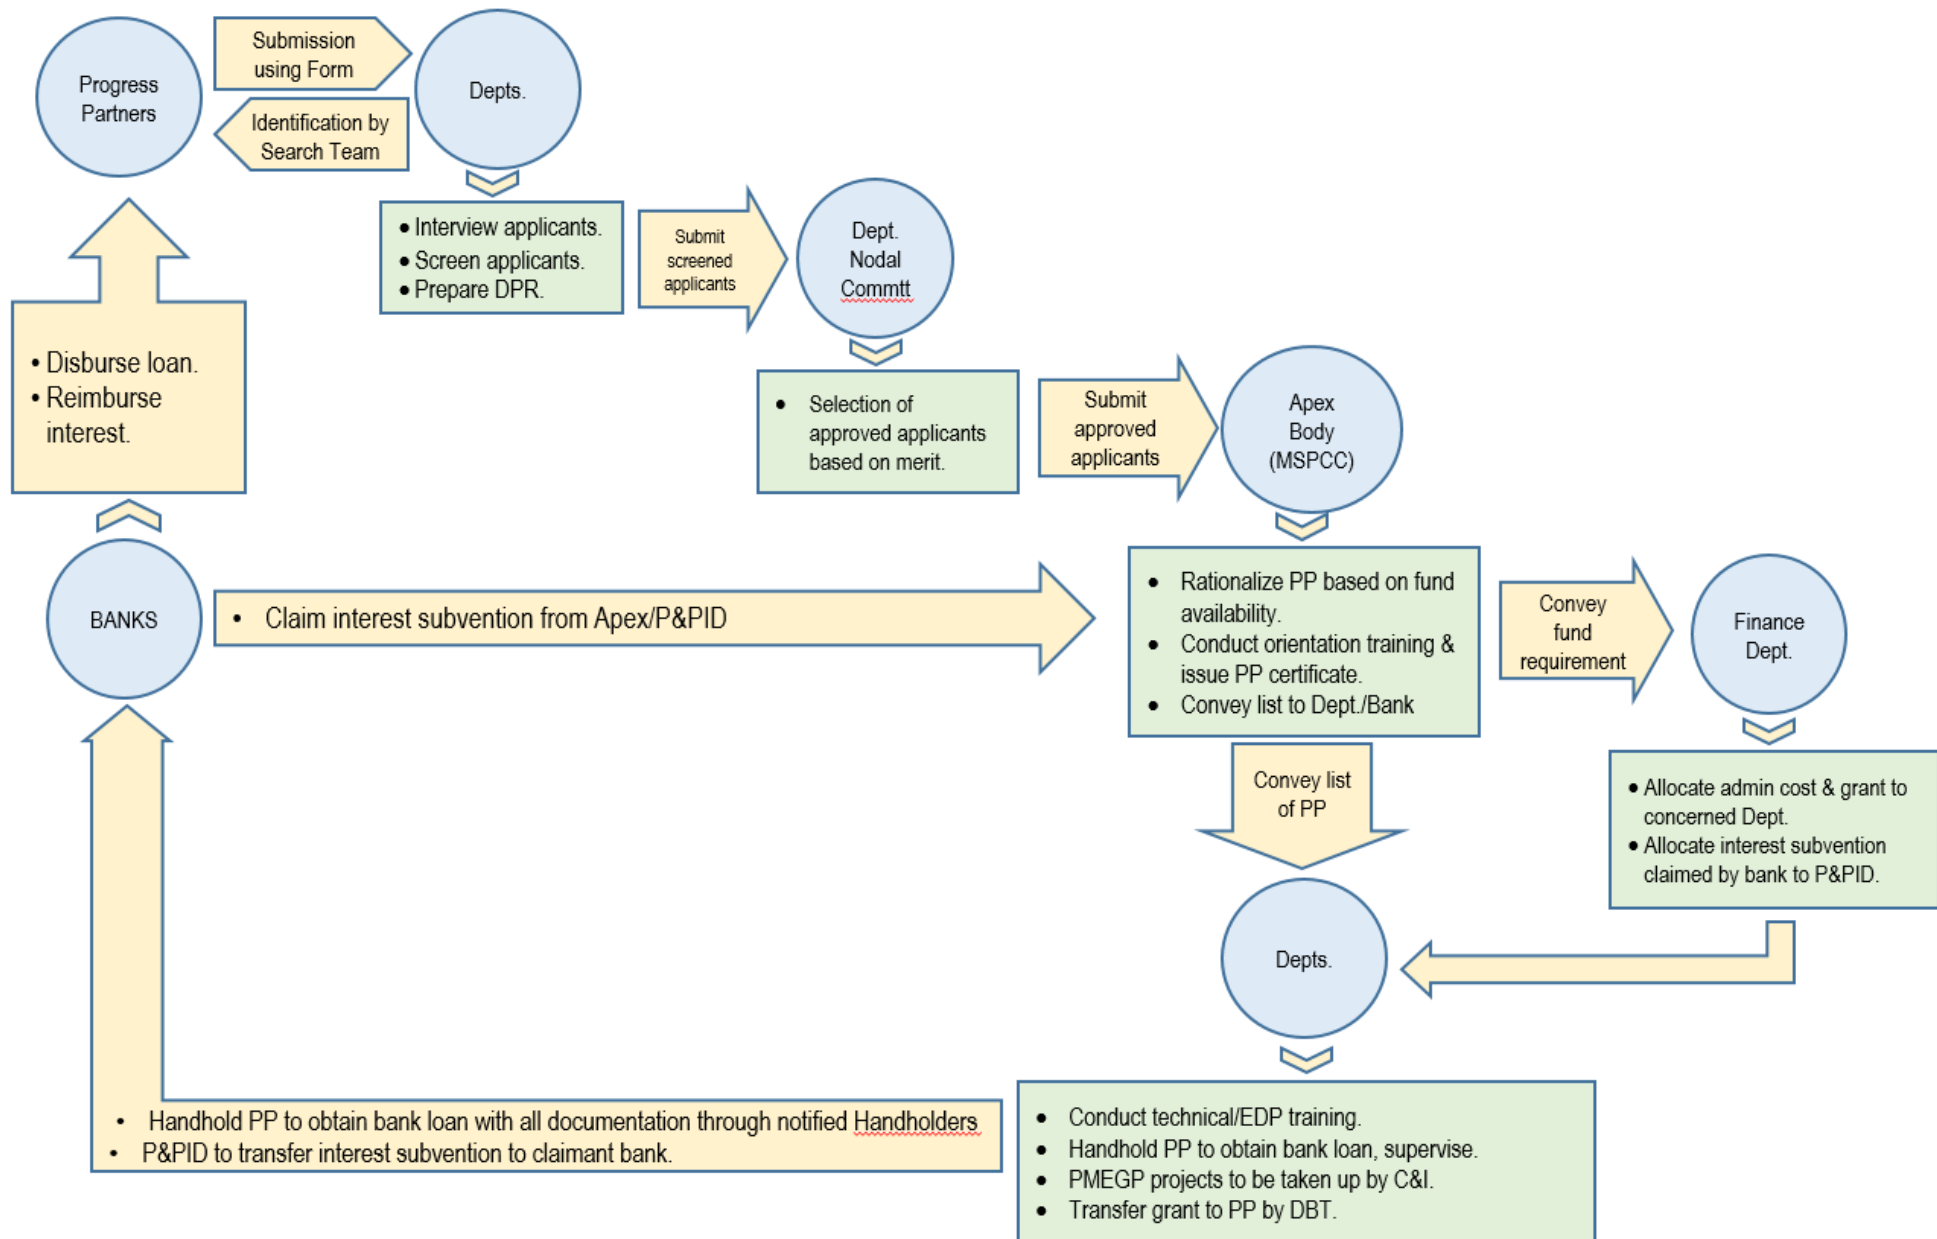 Progress
Partners
Submission
using Form
Identification by
Search Team
Depts.
• Interview applicants.
• Screen applicants.
• Prepare DPR.
Submit
screened
applicants
Dept.
Nodal
Commtt
• Selection of
approved applicants
based on merit.
Submit
approved
applicants
Apex
Body
(MSPCC)
• Disburse loan.
• Reimburse
interest.
BANKS
• Claim interest subvention from Apex/P&PID
• Rationalize PP based on fund
availability.
• Conduct orientation training &
issue PP certificate.
• Convey list to Dept./Bank
Convey
fund
requirement
Finance
Dept.
• Allocate admin cost & grant to
concerned Dept.
• Allocate interest subvention
claimed by bank to P&PID.
Convey list
of PP
Depts.
• Conduct technical/EDP training.
• Handhold PP to obtain bank loan, supervise.
• PMEGP projects to be taken up by C&I.
• Transfer grant to PP by DBT.
• Handhold PP to obtain bank loan with all documentation through notified Handholders
• P&PID to transfer interest subvention to claimant bank.